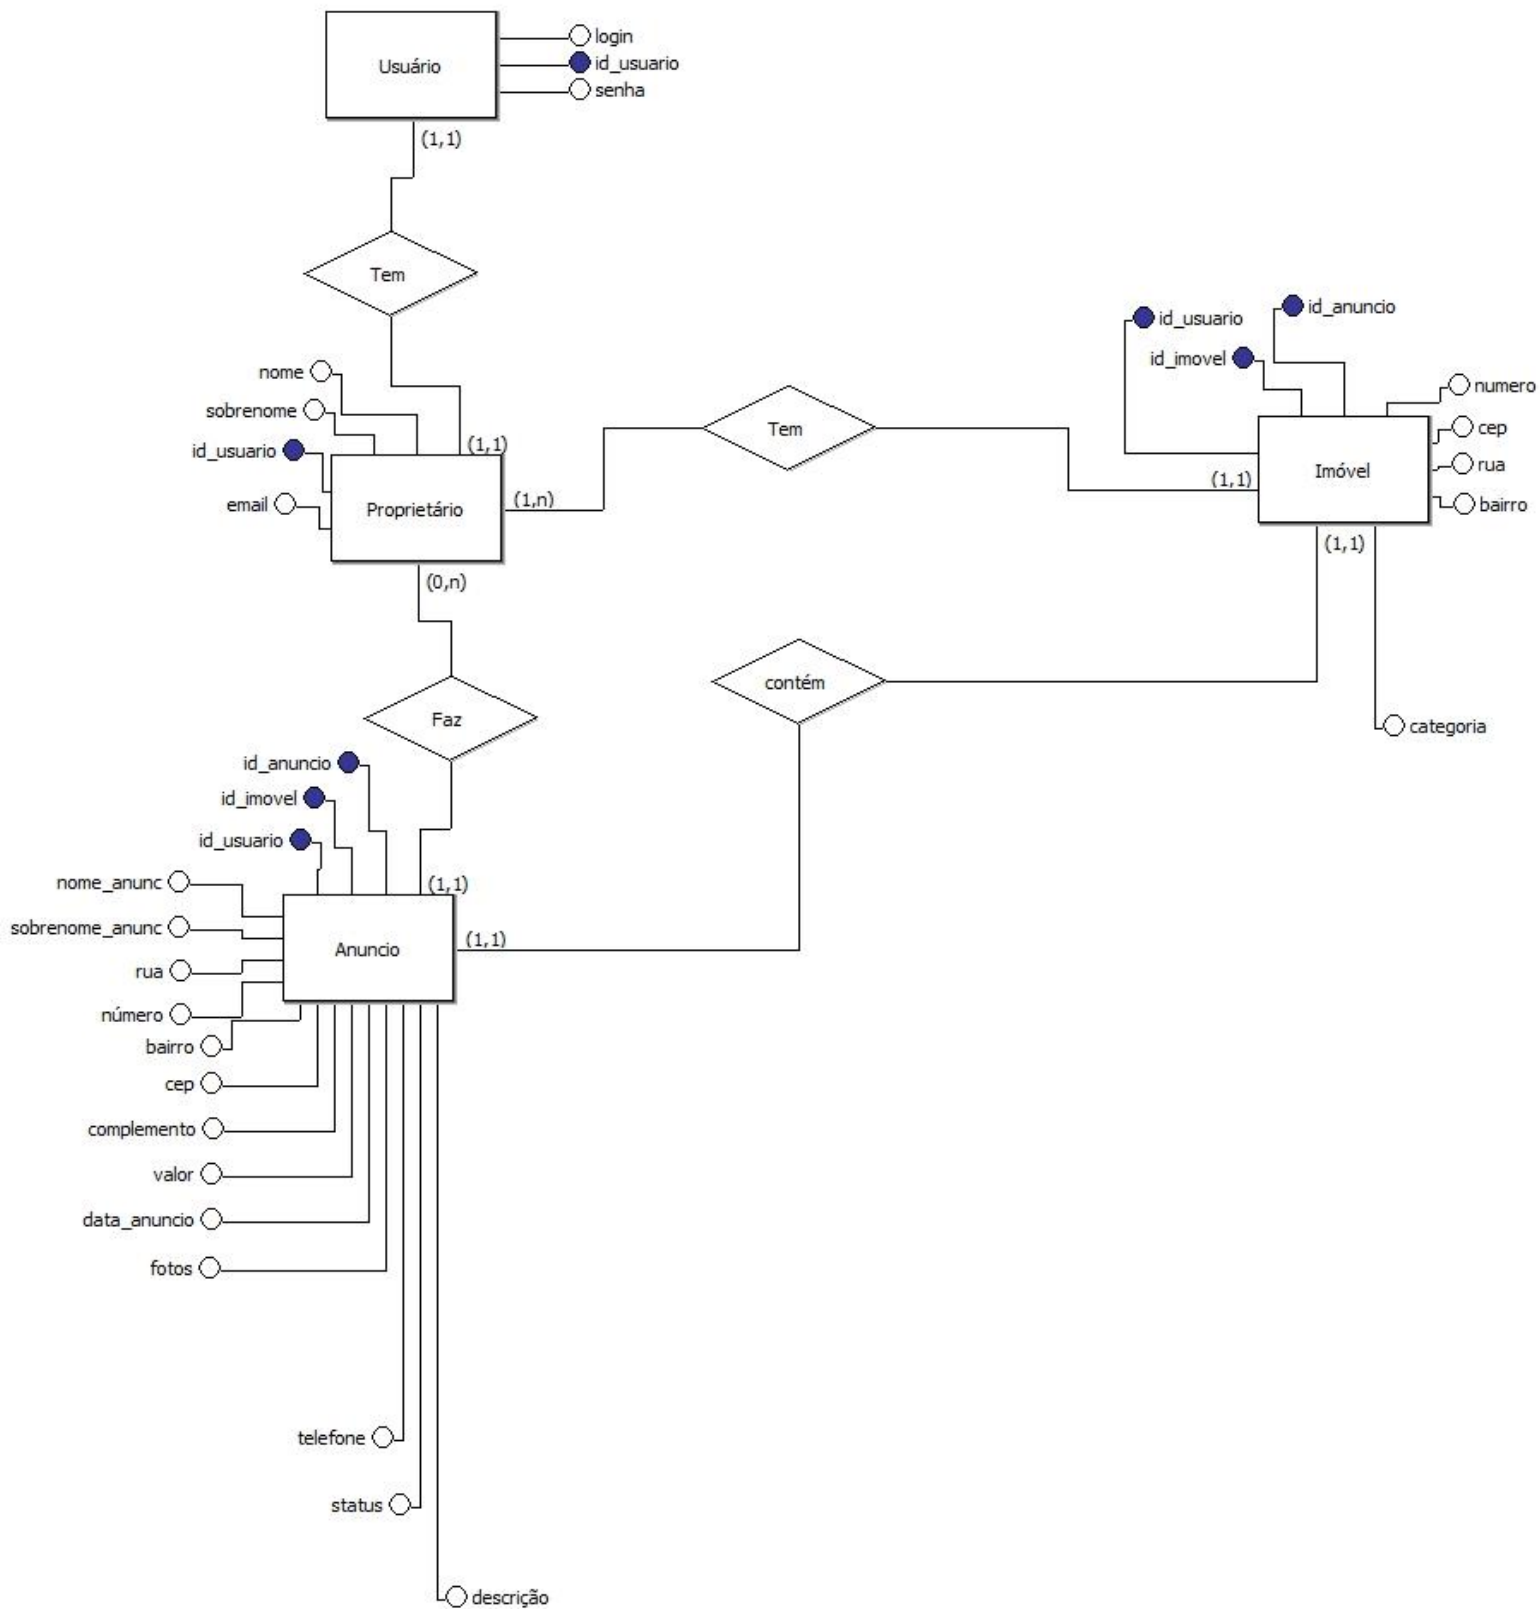 login
Usuário
id_usuario
senha
(1,1)
Tem
id_anuncio
id_usuario
id_imovel
nome
numero
sobrenome
cep
Tem
(1,1)
id_usuario
rua
Imóvel
(1,1)
email
Proprietário
(1,n)
bairro
(1,1)
(0,n)
contém
Faz
categoria
id_anuncio
id_imovel
id_usuario
nome_anunc
(1,1)
sobrenome_anunc
(1,1)
Anuncio
rua
número
bairro
cep
complemento
valor
data_anuncio
fotos
telefone
status
descrição